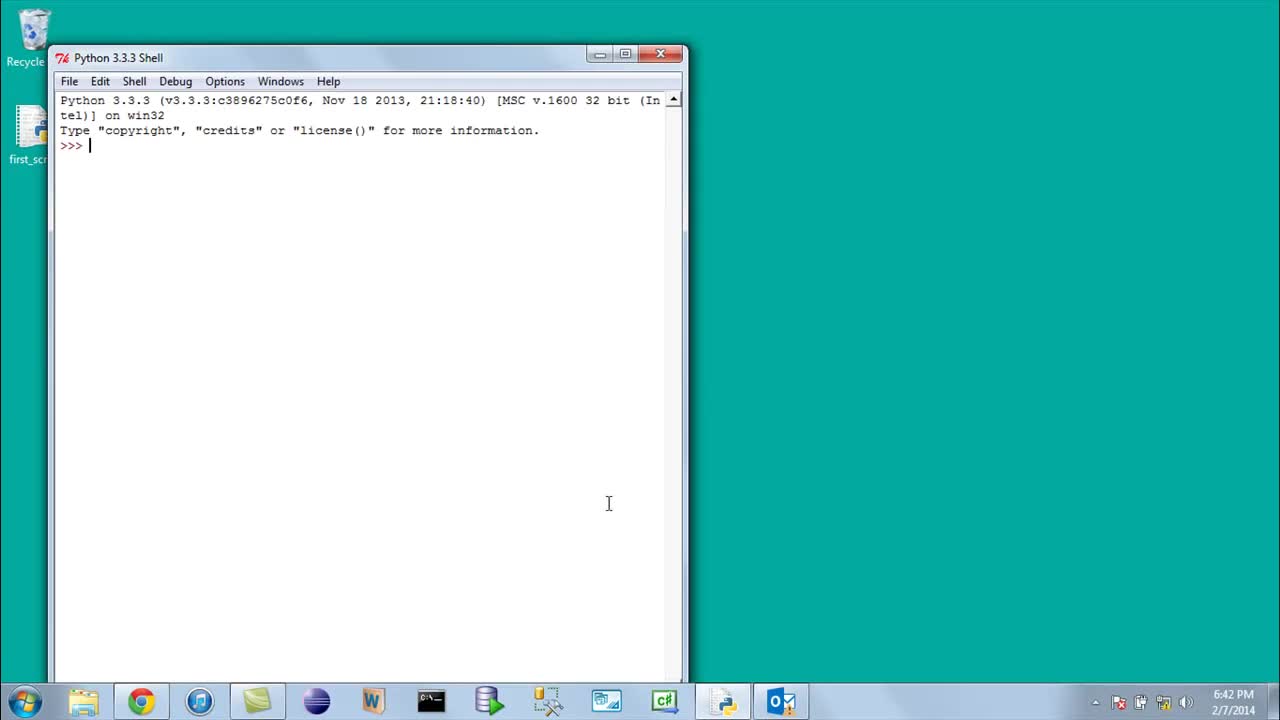 Recycle
Python 3.3.3 Shell
File Edit Shell Debug Options Windows Help
Python 3.3.3 (v3.3.3:c3896275c0f6, Nov 18 2013, 21:18:40) [MSC v.1600 32 bit (In
tel)] on win32
Type "copyright", "credits" or "license()" for more information.
>>>
first_scr
C:\.
C#
6:42 PM
2/7/2014